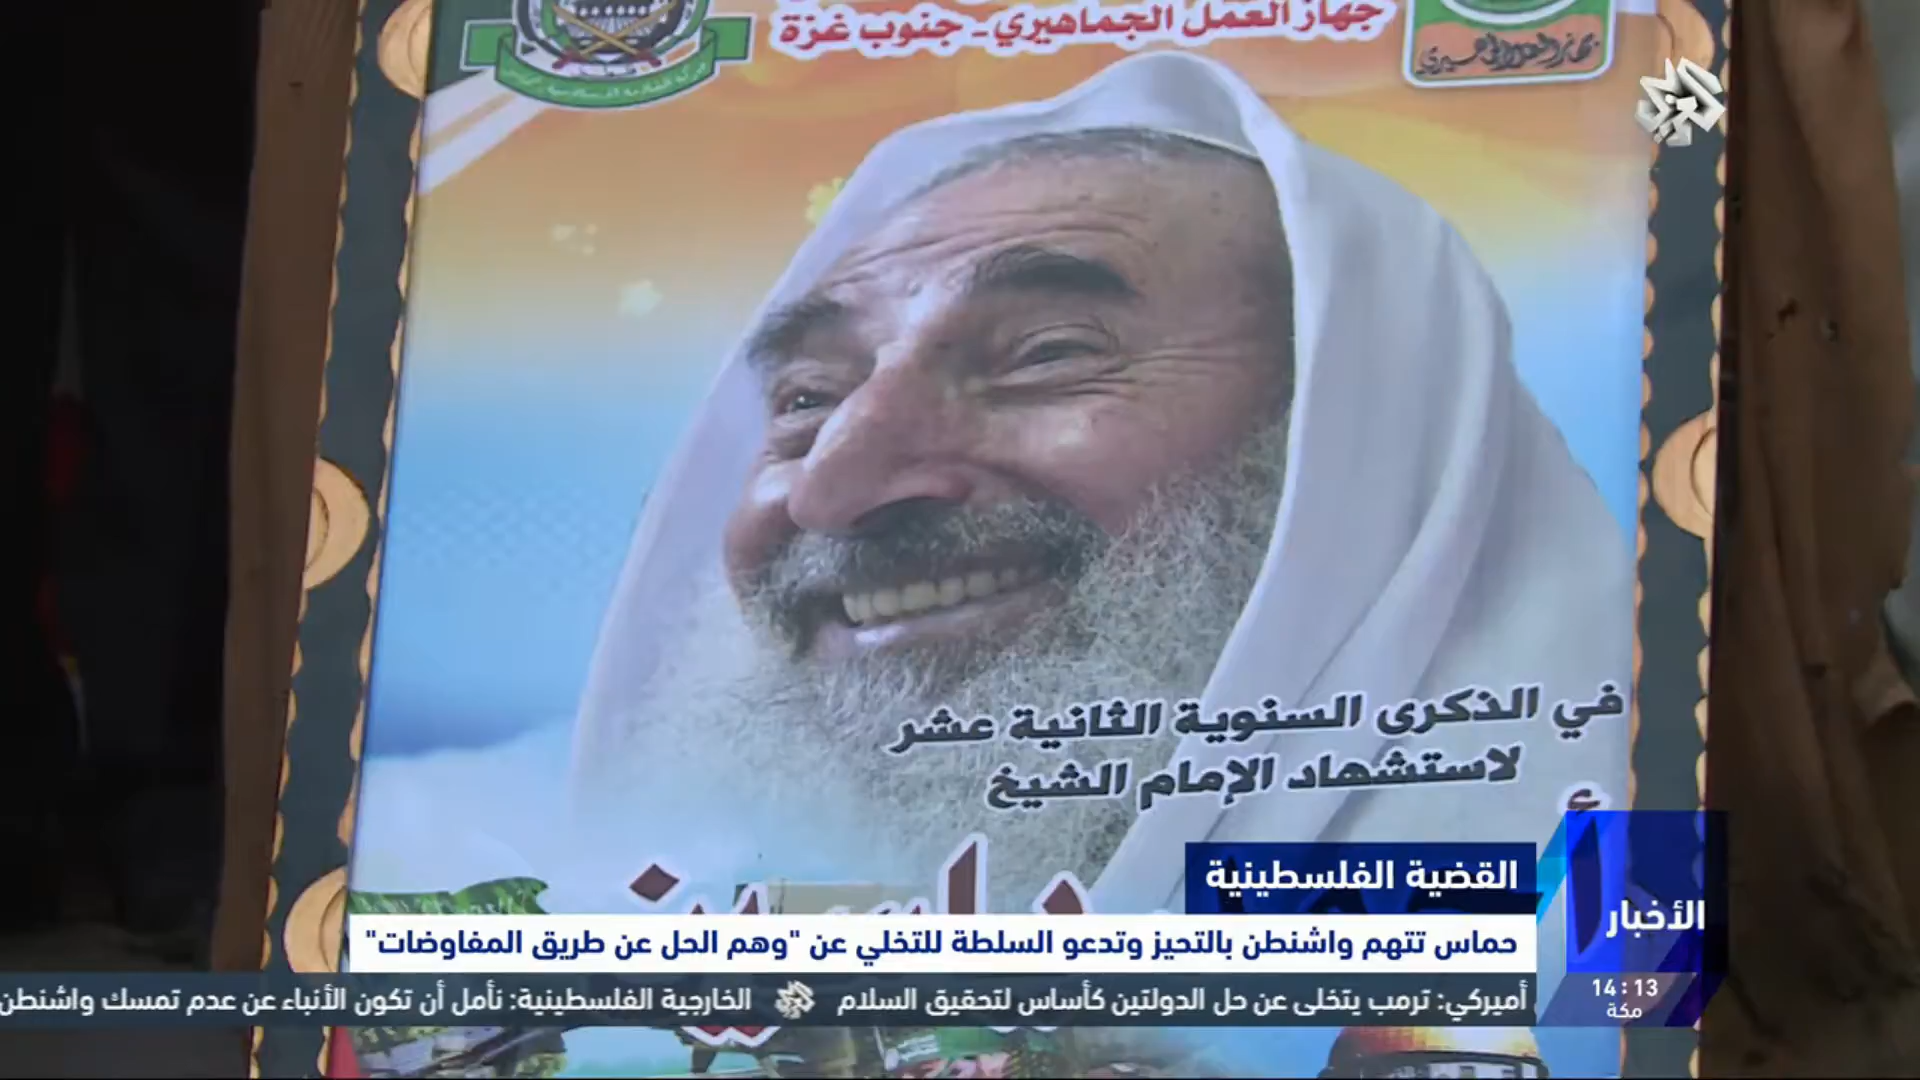 جهاز العمل الجماهيري - جنوب غزة
في الذكرى السنوية الثانية عشر
لاستشهاد الإمام الشيخ
القضية الفلسطينية
الأخبار
حماس تتهم واشنطن بالتحيز وتدعو السلطة للتخلي عن "وهم الحل عن طريق المفاوضات"
أميركي: ترمب يتخلى عن حل الدولتين كأساس لتحقيق السلام الخارجية الفلسطينية: نأمل أن تكون الأنباء عن عدم تمسك واشنطن
14:13
مكة